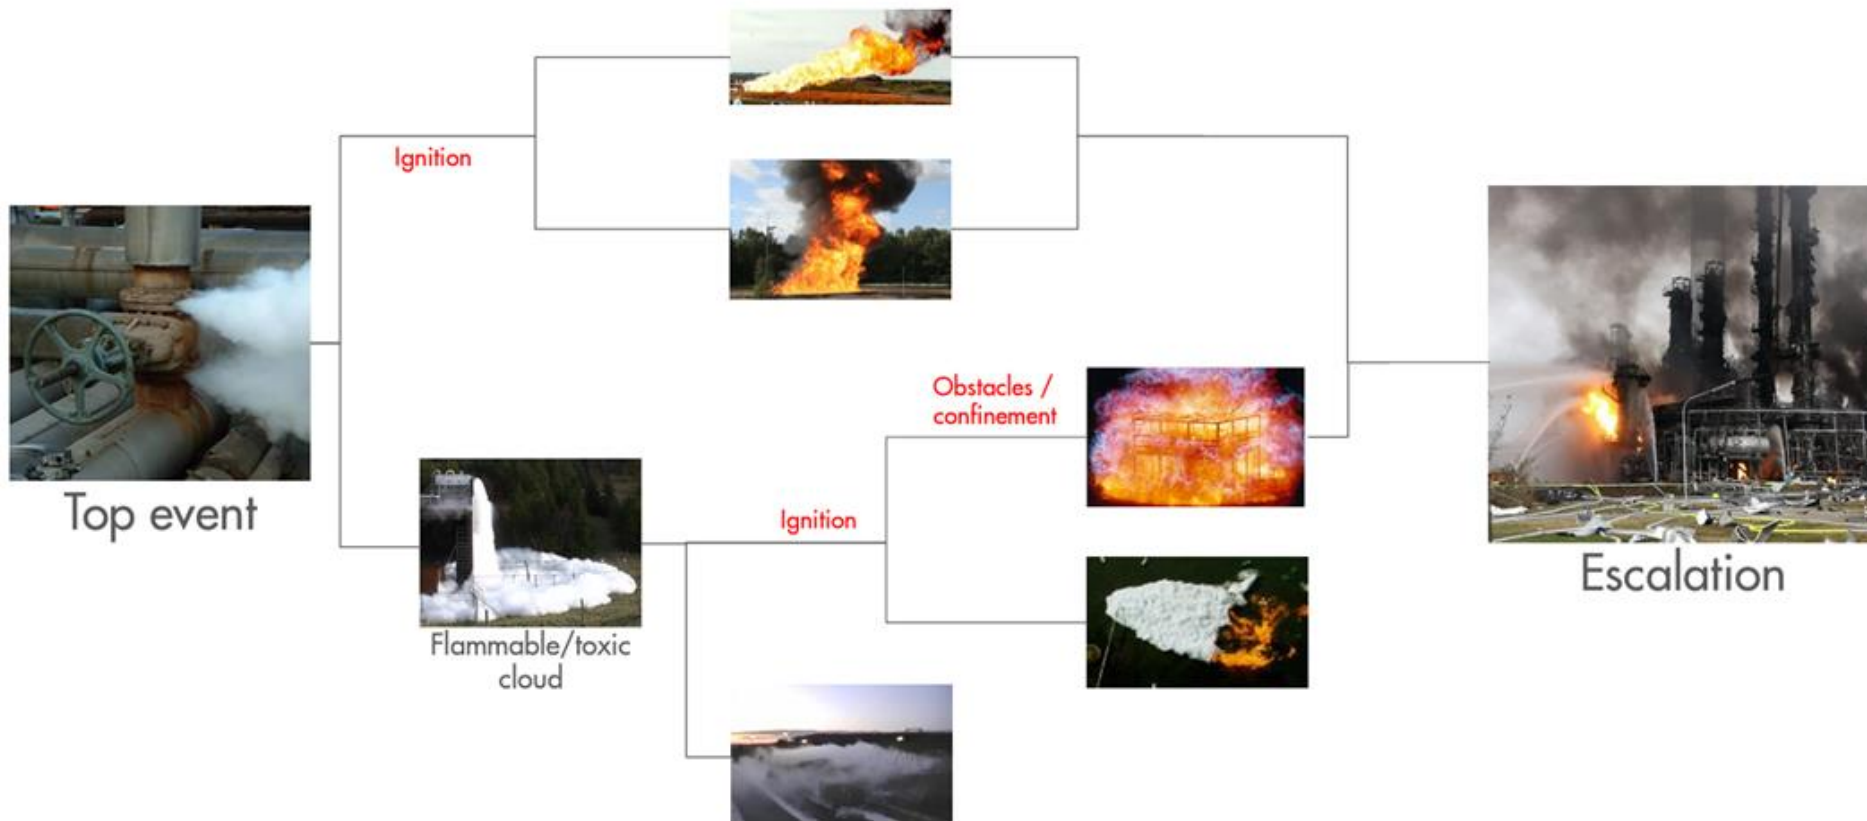 Ignition
Top event
Obstacles /
confinement
Ignition
Flammable/toxic
cloud
Escalation